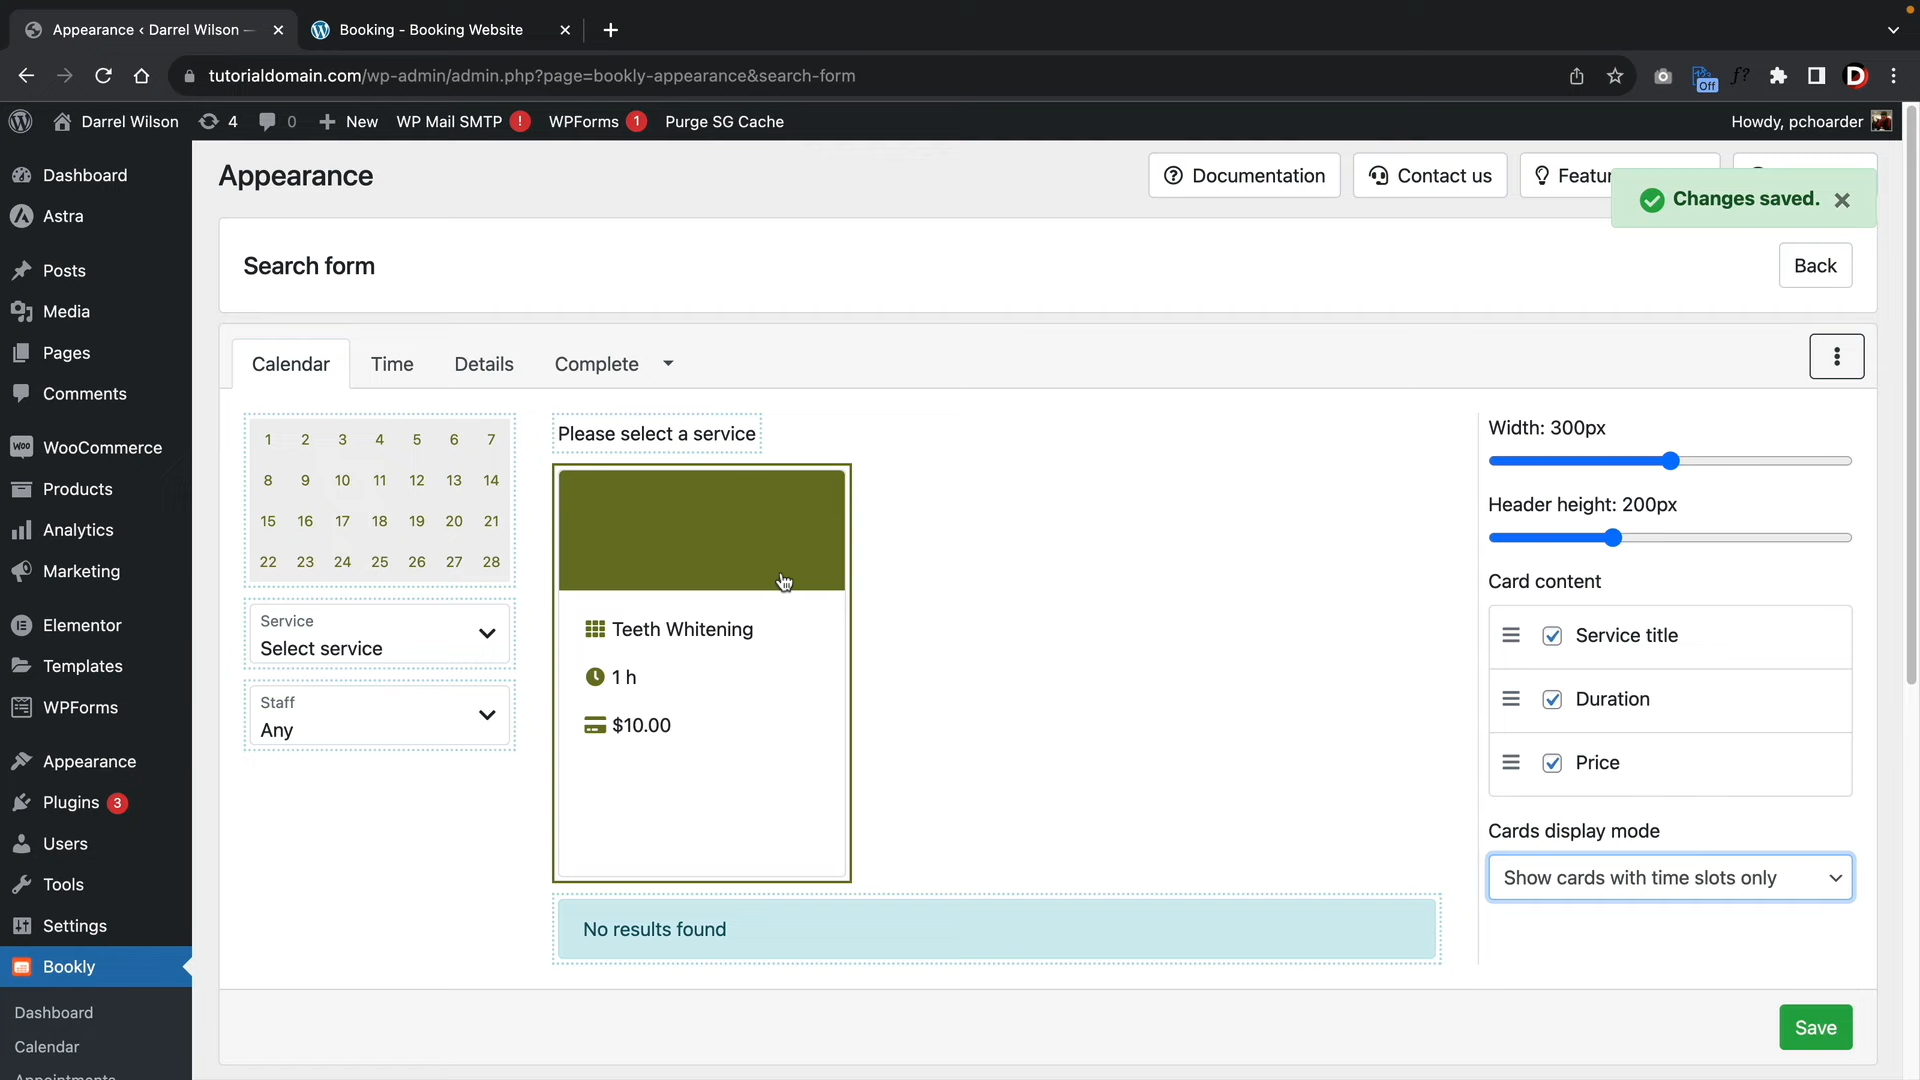 Appearance ‹ Darrel Wilson —
Booking - Booking Website
tutorialdomain.com/wp-admin/admin.php?page=bookly-appearance&search-form
Off
f?
D
Darrel Wilson
4
0
New
WP Mail SMTP !
WPForms 1
Purge SG Cache
Howdy, pchoarder
Dashboard
Astra
Posts
Media
Pages
Comments
WooCommerce
Products
Analytics
Marketing
Elementor
Templates
WPForms
Appearance
Plugins 3
Users
Tools
Settings
Bookly
Dashboard
Calendar
Appointments
Appearance
Documentation
Contact us
Featur
Changes saved.
Search form
Back
Calendar
Time
Details
Complete
1 2 3 4 5 6 7
8 9 10 11 12 13 14
15 16 17 18 19 20 21
22 23 24 25 26 27 28
Service
Select service
Staff
Any
Please select a service
Teeth Whitening
1 h
$10.00
No results found
Width: 300px
Header height: 200px
Card content
Service title
Duration
Price
Cards display mode
Show cards with time slots only
Save